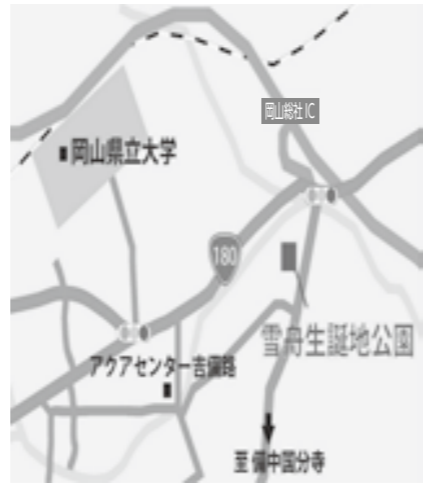 岡山総社IC
岡山県立大学
180
雪舟生誕地公園
アクアセンター吉備路
至 備中国分寺